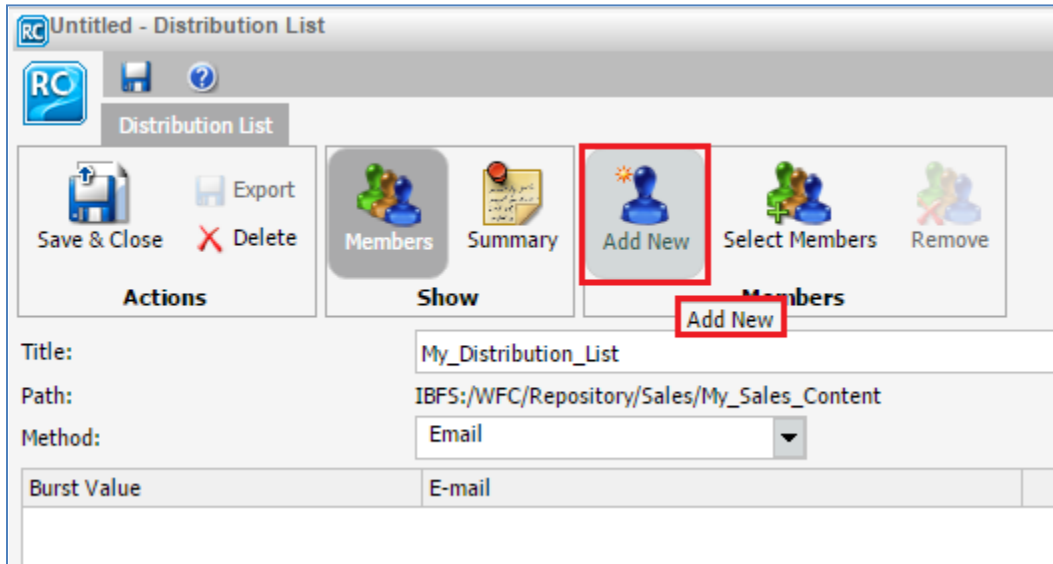 RC Untitled - Distribution List
RC
Distribution List
Save & Close
Export
Delete
Actions
Members
Summary
Show
Add New
Select Members
Remove
Members
Add New
Title:
My_Distribution_List
Path:
IBFS:/WFC/Repository/Sales/My_Sales_Content
Method:
Email
Burst Value
E-mail